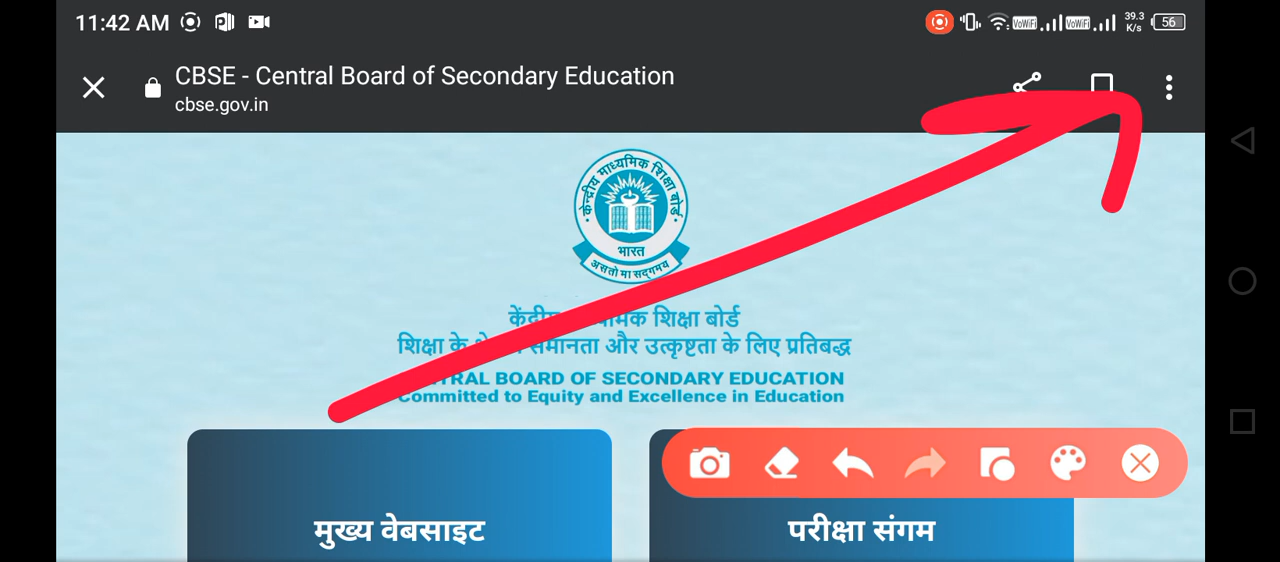 11:42 AM
VoWiFi VoWiFi 39.3 K/s 56
CBSE - Central Board of Secondary Education
cbse.gov.in
केन्द्रीय माध्यमिक शिक्षा बोर्ड
भारत
असतो मा सद्गमय
शिक्षा बोर्ड
शिक्षा के समानता और उत्कृष्टता के लिए प्रतिबद्ध
BOARD OF SECONDARY EDUCATION
Committed to Equity and Excellence in Education
मुख्य वेबसाइट
परीक्षा संगम